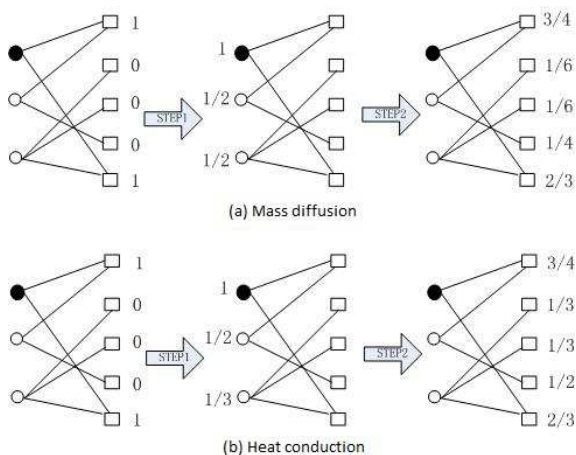 1 1 3/4
0 1/6
0 1/2 1/6
STEP1 STEP2
0 1/4
1/2
1 2/3
(a) Mass diffusion
1 3/4
1
0 1/3
0 1/2 1/3
STEP1 STEP2
0 1/2
1/3
1 2/3
(b) Heat conduction